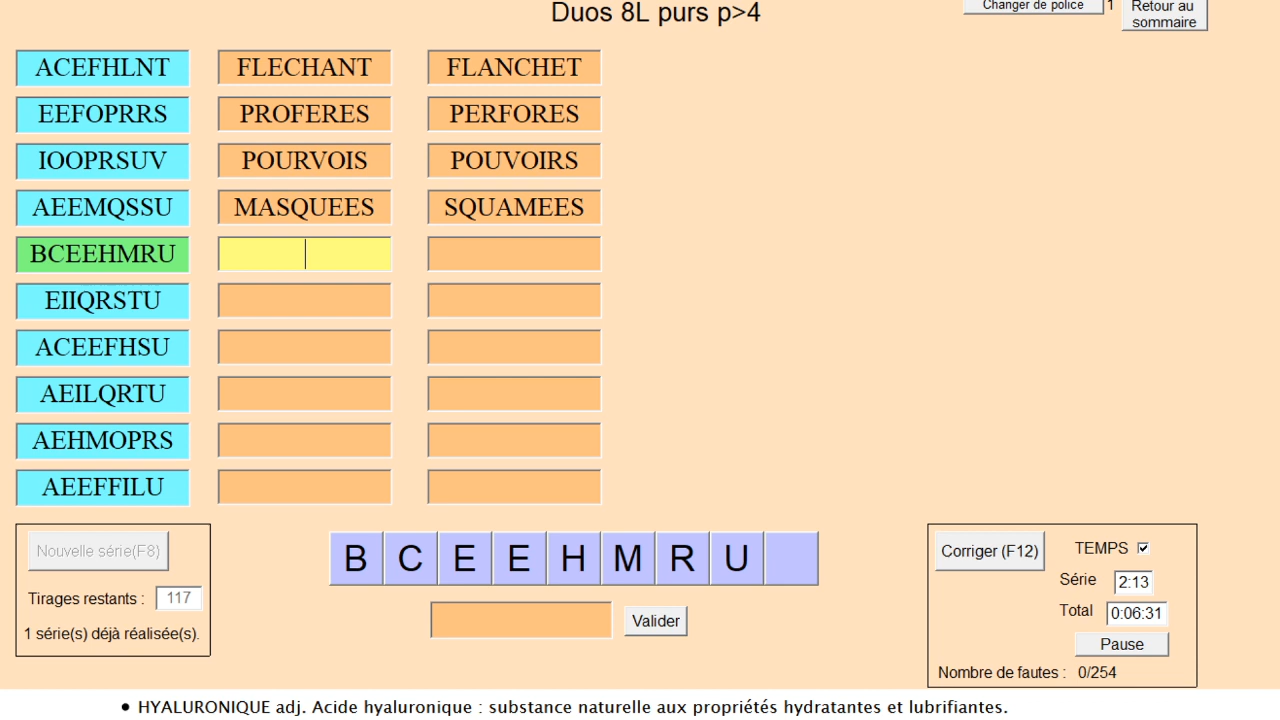 Duos 8L purs p>4
Changer de police
1
Retour au
sommaire
ACEFHLNT FLECHANT FLANCHET
EEFOPRRS PROFERES PERFORES
IOOPRSUV POURVOIS POUVOIRS
AEEMQSSU MASQUEES SQUAMEES
BCEEHMRU
EIIQRSTU
ACEEFHSU
AEILQRTU
AEHMOPRS
AEEFFILU
Nouvelle série(F8)
Tirages restants : 117
1 série(s) déjà réalisée(s).
B C E E H M R U
Valider
Corriger (F12)
TEMPS
Série 2:13
Total 0:06:31
Pause
Nombre de fautes : 0/254
• HYALURONIQUE adj. Acide hyaluronique : substance naturelle aux propriétés hydratantes et lubrifiantes.